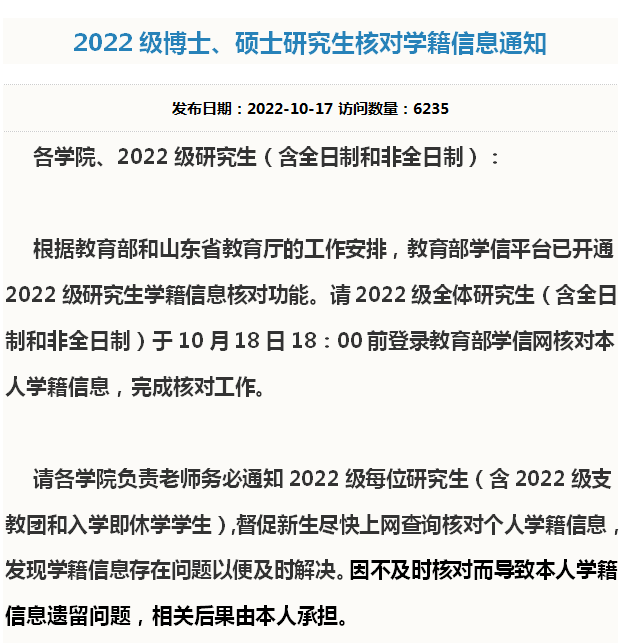 2022 级博士、硕士研究生核对学籍信息通知
发布日期：2022-10-17 访问数量：6235
各学院、2022 级研究生（含全日制和非全日制）：
根据教育部和山东省教育厅的工作安排，教育部学信平台已开通
2022 级研究生学籍信息核对功能。请 2022 级全体研究生（含全日
制和非全日制）于 10 月 18 日 18：00 前登录教育部学信网核对本
人学籍信息，完成核对工作。
请各学院负责老师务必通知 2022 级每位研究生（含 2022 级支
教团和入学即休学学生）,督促新生尽快上网查询核对个人学籍信息，
发现学籍信息存在问题以便及时解决。因不及时核对而导致本人学籍
信息遗留问题，相关后果由本人承担。